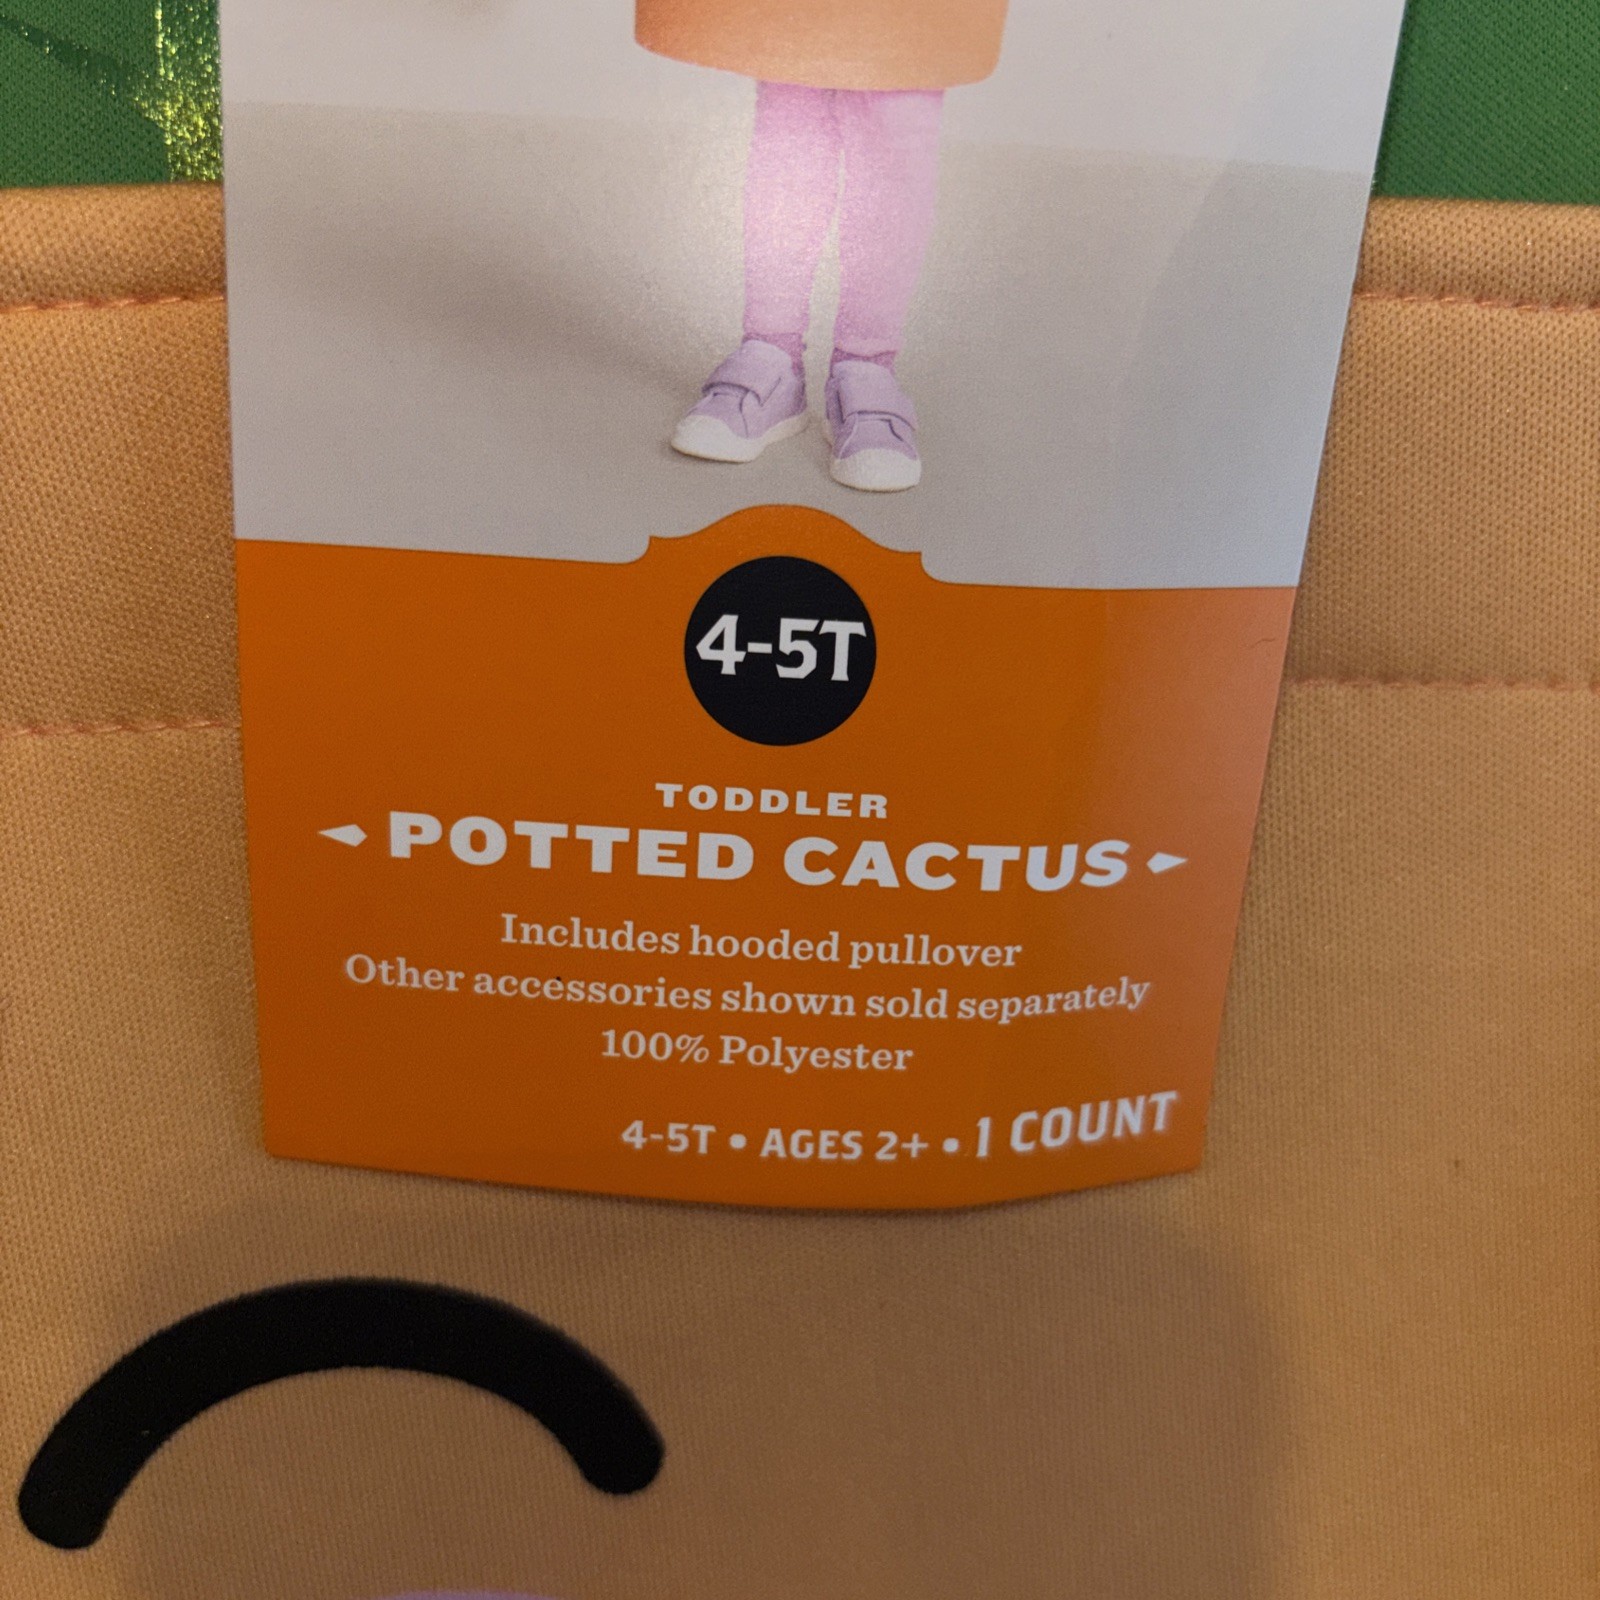 4-5T
TODDLER
POTTED CACTUS
Includes hooded pullover
Other accessories shown sold separately
100% Polyester
4-5T • AGES 2+ • 1 COUNT